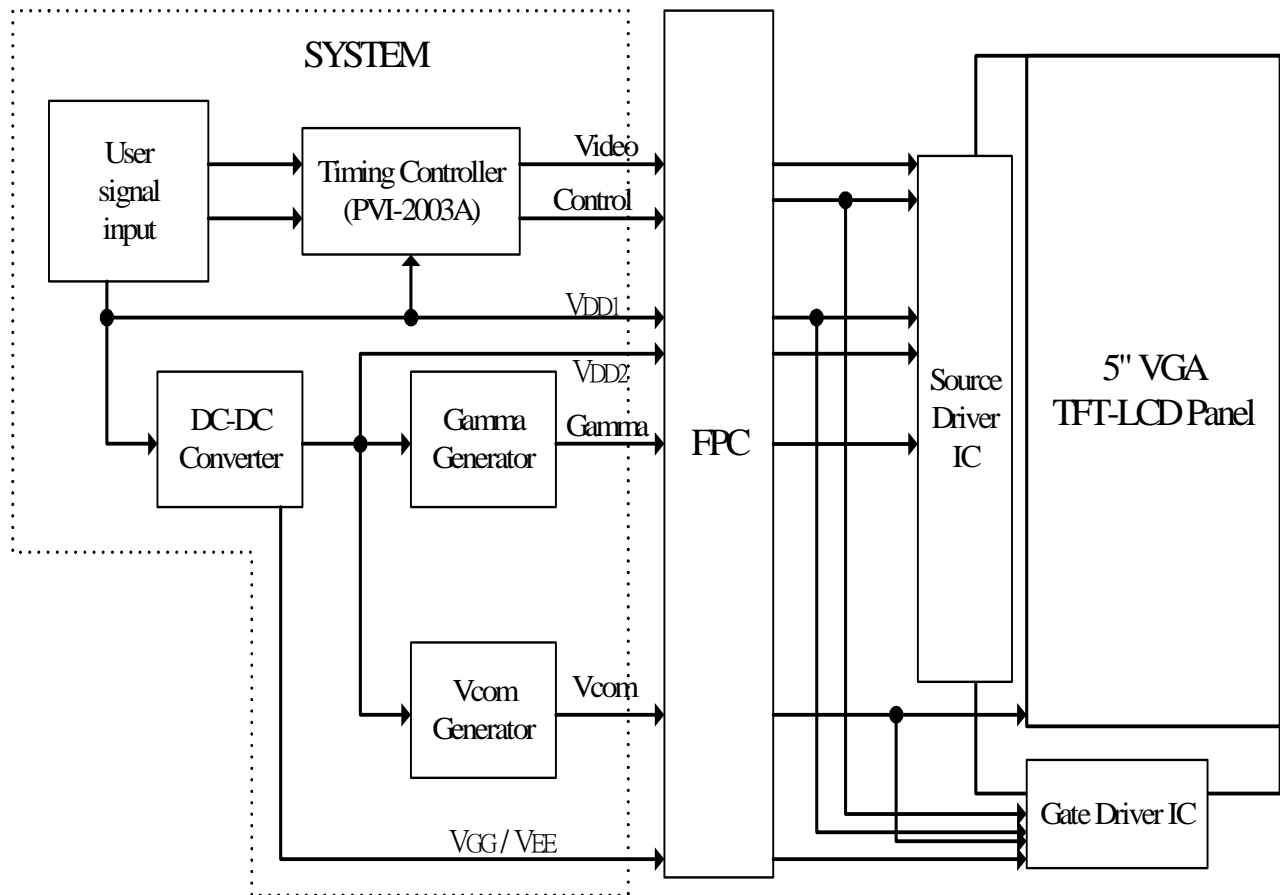 SYSTEM
User
signal
input
Timing Controller
(PVI-2003A)
Video
Control
VDD1
VDD2
DC-DC
Converter
Gamma
Generator
Gamma
FPC
Source
Driver
IC
5" VGA
TFT-LCD Panel
Vcom
Generator
Vcom
Gate Driver IC
VGG / VEE